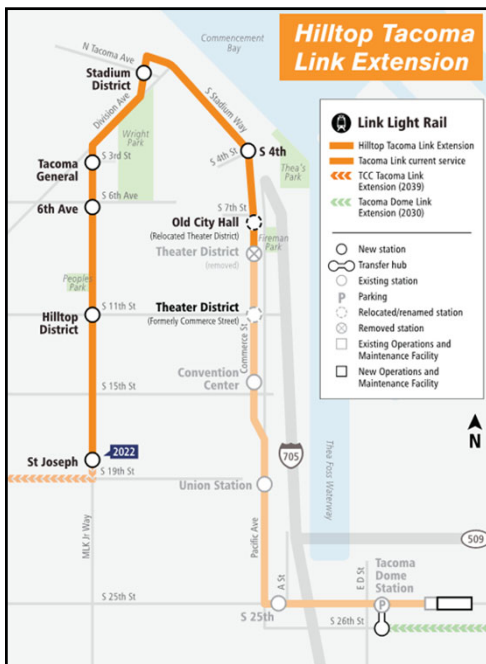 Hilltop Tacoma
Link Extension
Commencement
Bay
N Tacoma Ave
Stadium
District
Division Ave
S Stadium Way
Wright
Park
S 3rd St
Tacoma
General
S 4th St
S 4th
Thea's
Park
S 6th Ave
6th Ave
S 7th St
Old City Hall
(Relocated Theater District)
Fireman
Park
Theater District
(removed)
Peoples
Park
S 11th St
Hilltop
District
Theater District
(Formerly Commerce Street)
Commerce St
Convention
Center
S 15th St
2022
St Joseph
S 19th St
705
Thea Foss Waterway
Union Station
MLK Jr Way
Pacific Ave
509
A St
E D St
Tacoma
Dome
Station
P
S 25th St
S 25th
S 26th St
Link Light Rail
Hilltop Tacoma Link Extension
Tacoma Link current service
TCC Tacoma Link
Extension (2039)
Tacoma Dome Link
Extension (2030)
New station
Transfer hub
Existing station
P Parking
Relocated/renamed station
Removed station
Existing Operations and
Maintenance Facility
New Operations and
Maintenance Facility
N